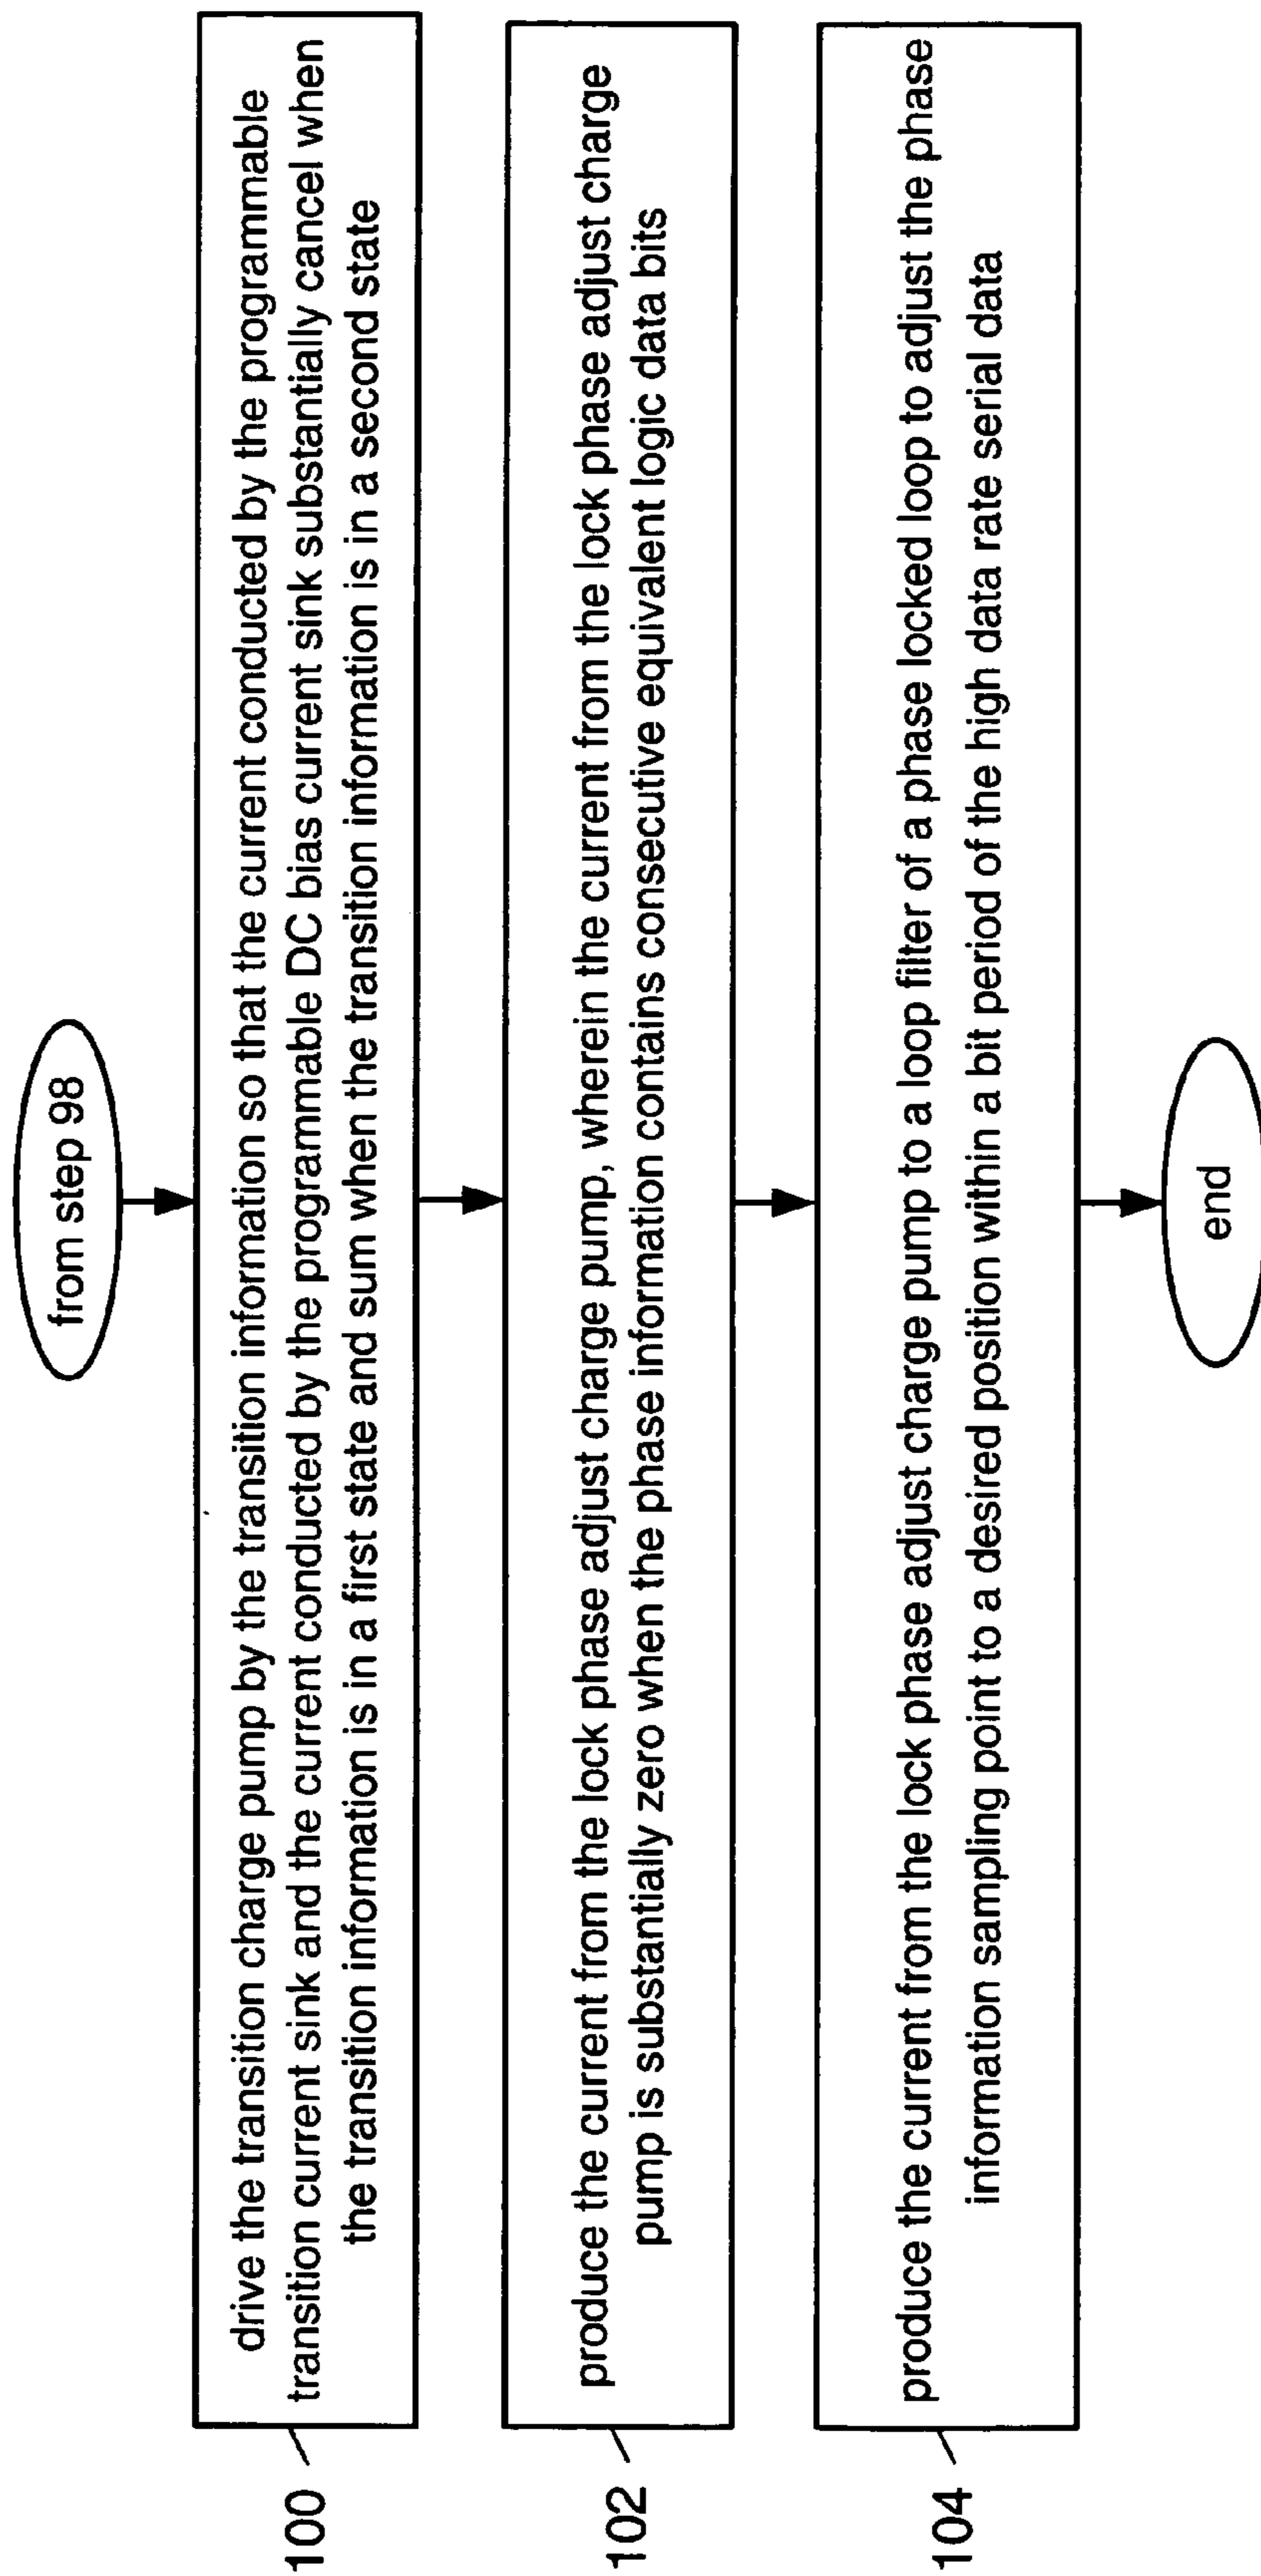 from step 98
100
drive the transition charge pump by the transition information so that the current conducted by the programmable
transition current sink and the current conducted by the programmable DC bias current sink substantially cancel when
the transition information is in a first state and sum when the transition information is in a second state
102
produce the current from the lock phase adjust charge pump, wherein the current from the lock phase adjust charge
pump is substantially zero when the phase information contains consecutive equivalent logic data bits
104
produce the current from the lock phase adjust charge pump to a loop filter of a phase locked loop to adjust the phase
information sampling point to a desired position within a bit period of the high data rate serial data
end